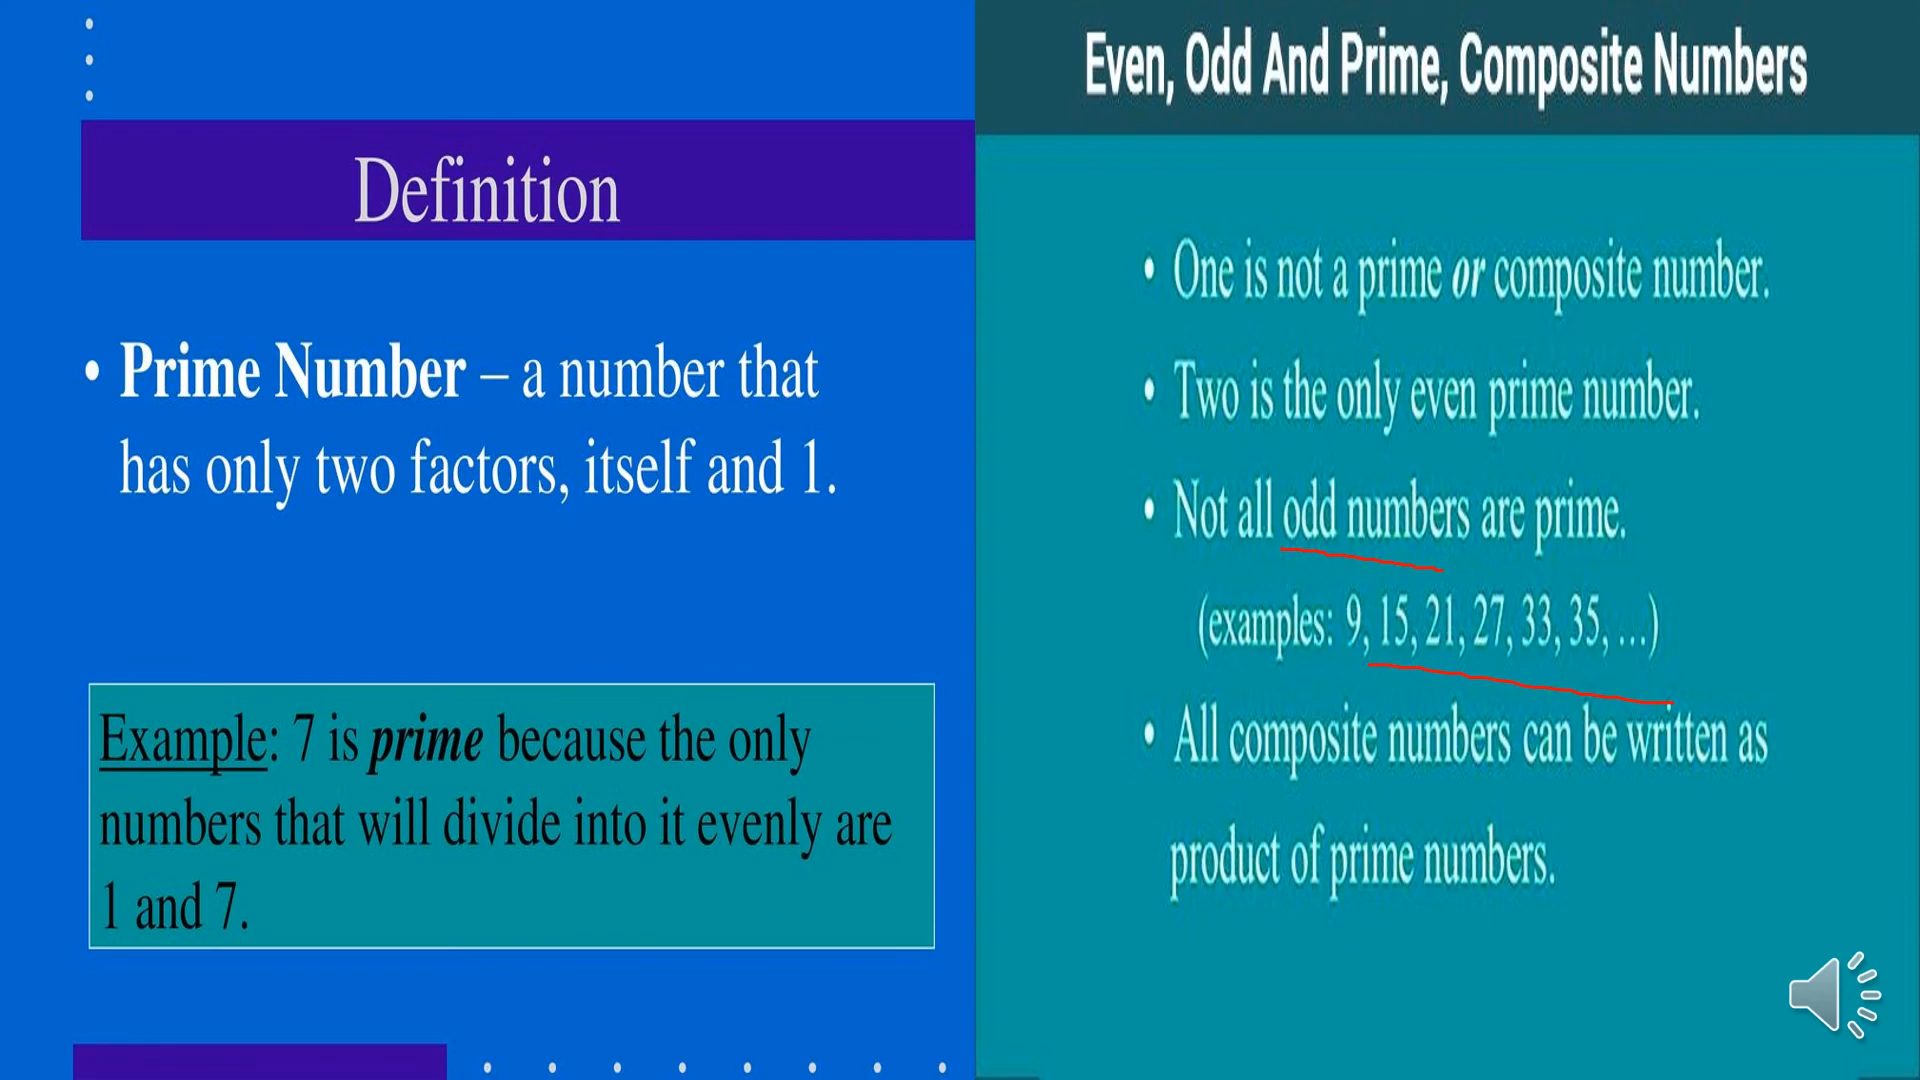 Definition
• Prime Number – a number that
has only two factors, itself and 1.
Example: 7 is prime because the only
numbers that will divide into it evenly are
1 and 7.
Even, Odd And Prime, Composite Numbers
• One is not a prime or composite number.
• Two is the only even prime number.
• Not all odd numbers are prime.
(examples: 9, 15, 21, 27, 33, 35, …)
• All composite numbers can be written as
product of prime numbers.